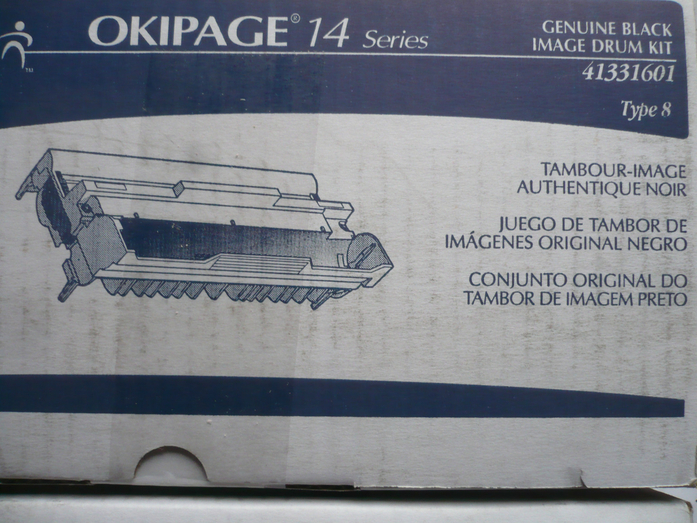 OKIPAGE® 14 Series
GENUINE BLACK
IMAGE DRUM KIT
41331601
Type 8
TM
TAMBOUR-IMAGE
AUTHENTIQUE NOIR
JUEGO DE TAMBOR DE
IMÁGENES ORIGINAL NEGRO
CONJUNTO ORIGINAL DO
TAMBOR DE IMAGEM PRETO